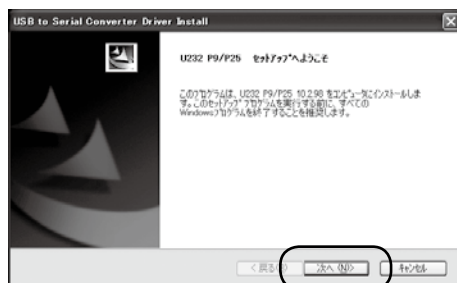 USB to Serial Converter Driver Install
U232 P9/P25 ｾｯﾄｱｯﾌﾟへようこそ
このﾌﾟﾛｸﾞﾗﾑは、U232 P9/P25 10.2.98 をｺﾝﾋﾟｭｰﾀにｲﾝｽﾄｰﾙしま
す。このｾｯﾄｱｯﾌﾟ ﾌﾟﾛｸﾞﾗﾑを実行する前に、すべての
Windowsﾌﾟﾛｸﾞﾗﾑを終了することを推奨します。
< 戻る
次へ (N)>
ｷｬﾝｾﾙ